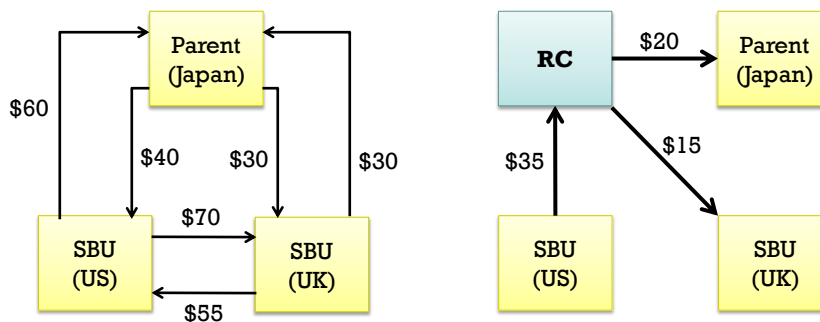 Parent
(Japan)
$60
$40
$30
$30
SBU
(US)
$70
SBU
(UK)
$55
RC
$20
Parent
(Japan)
$35
$15
SBU
(US)
SBU
(UK)